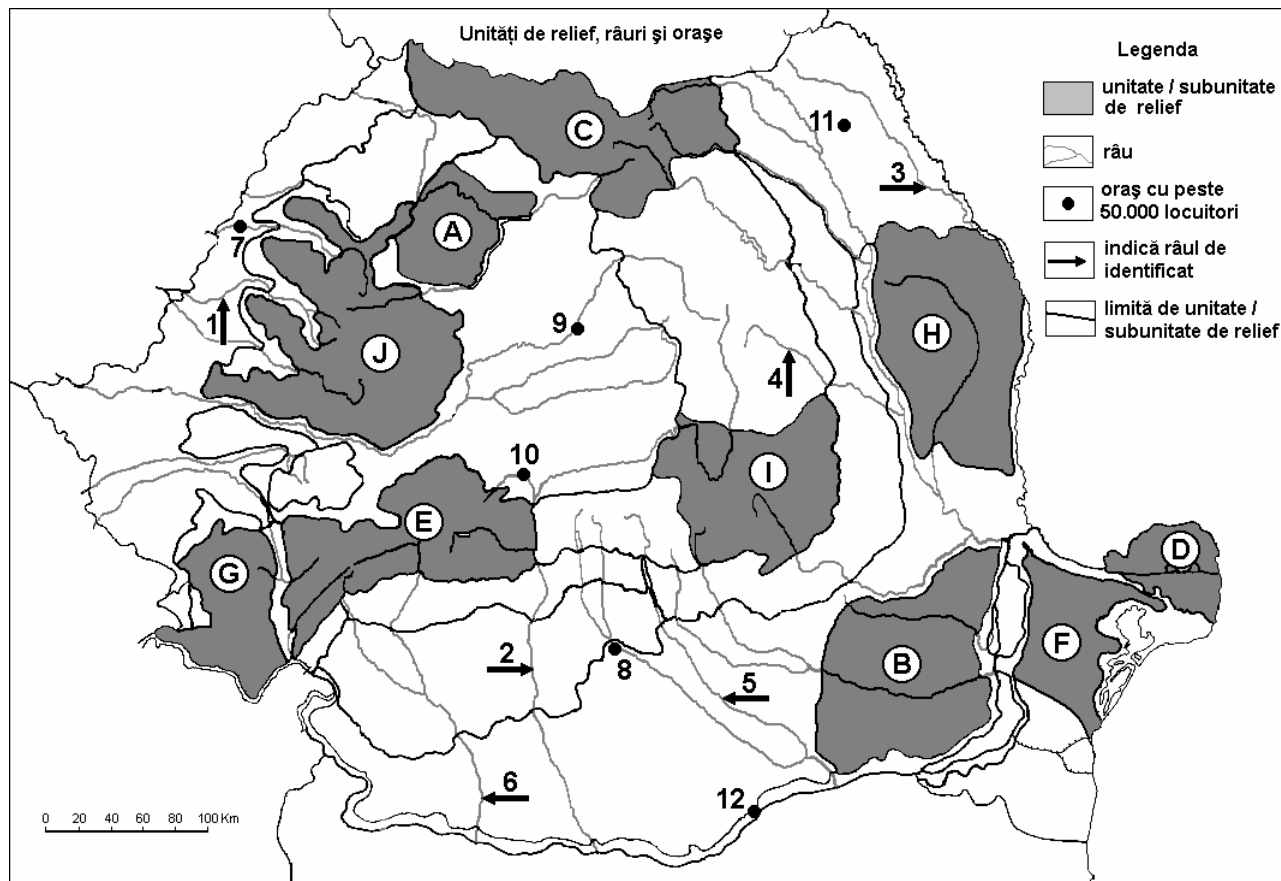 Unități de relief, râuri și orașe
Legenda
unitate / subunitate
de relief
râu
oraș cu peste
50.000 locuitori
indică râul de
identificat
limită de unitate /
subunitate de relief
C
11
3
A
7
H
1
9
J
4
10
I
E
D
G
F
2
8
B
5
6
12
0 20 40 60 80 100 Km